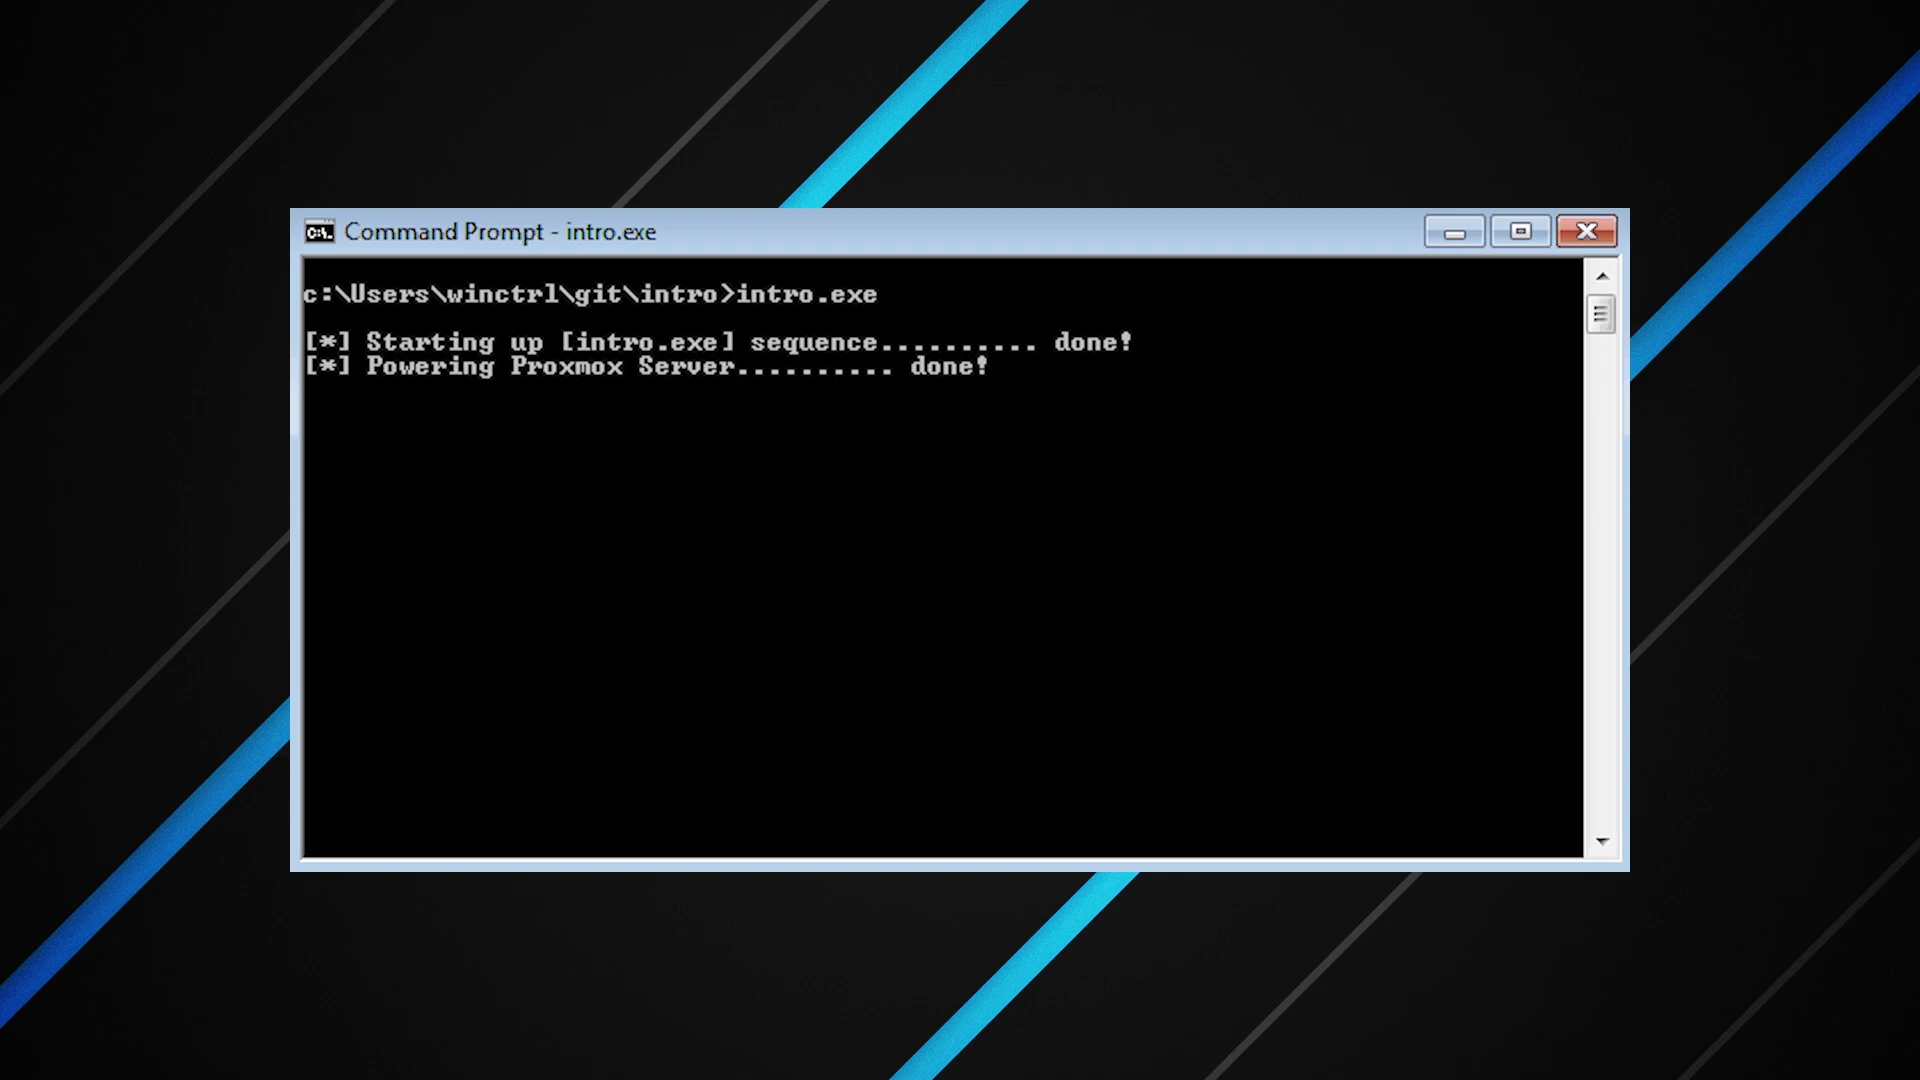 Command Prompt - intro.exe
c:\Users\winctrl\git\intro>intro.exe
[*] Starting up [intro.exe] sequence.......... done!
[*] Powering Proxmox Server.......... done!